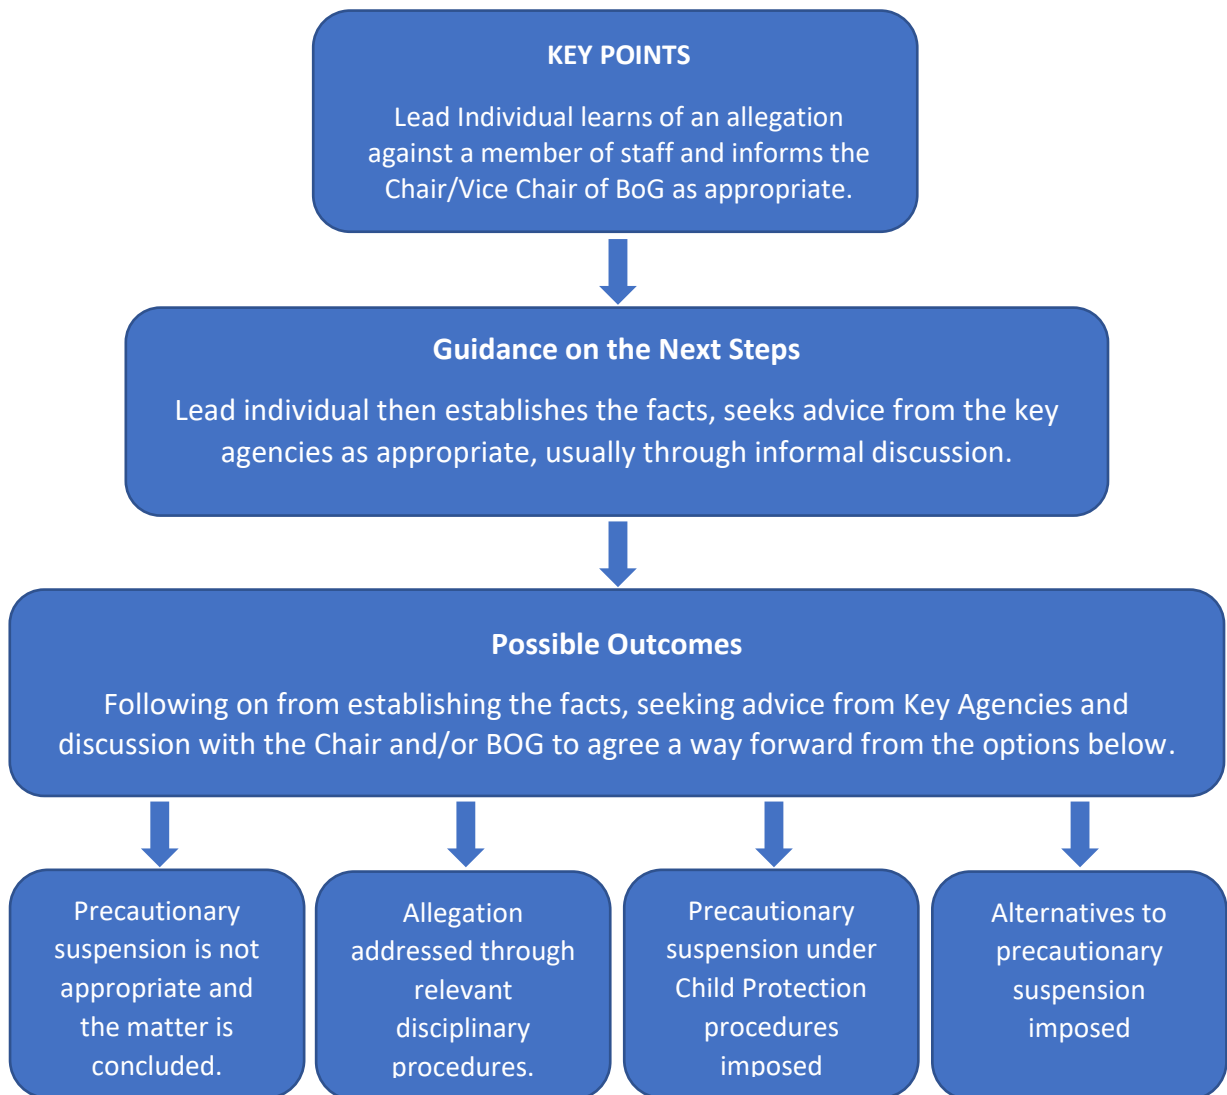 KEY POINTS
Lead Individual learns of an allegation
against a member of staff and informs the
Chair/Vice Chair of BoG as appropriate.
Guidance on the Next Steps
Lead individual then establishes the facts, seeks advice from the key
agencies as appropriate, usually through informal discussion.
Possible Outcomes
Following on from establishing the facts, seeking advice from Key Agencies and
discussion with the Chair and/or BOG to agree a way forward from the options below.
Precautionary
suspension is not
appropriate and
the matter is
concluded.
Allegation
addressed through
relevant
disciplinary
procedures.
Precautionary
suspension under
Child Protection
procedures
imposed
Alternatives to
precautionary
suspension
imposed